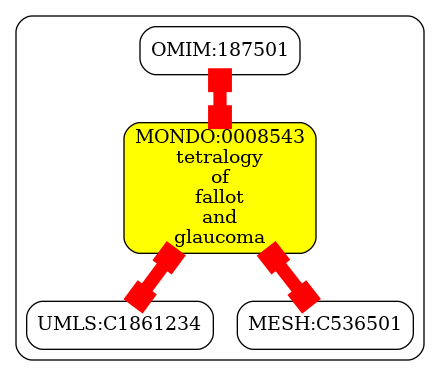 OMIM:187501
MONDO:0008543
tetralogy
of
fallot
and
glaucoma
UMLS:C1861234
MESH:C536501